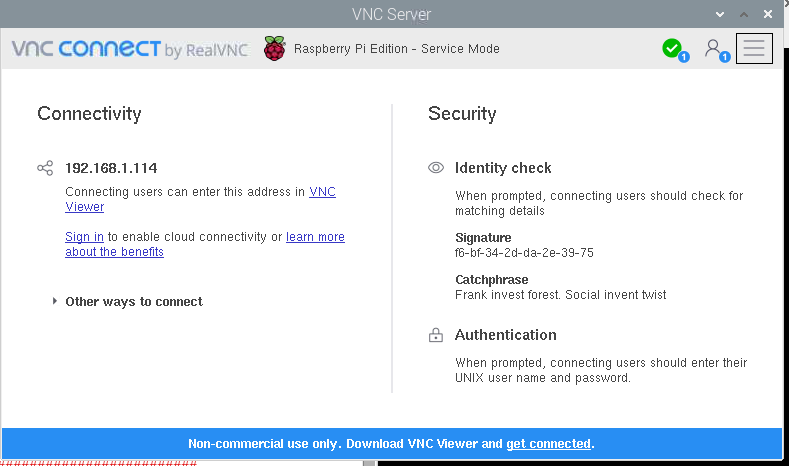 VNC Server
vnc connect by RealVNC Raspberry Pi Edition - Service Mode 1 1
Connectivity
192.168.1.114
Connecting users can enter this address in VNC
Viewer
Sign in to enable cloud connectivity or learn more
about the benefits
Other ways to connect
Security
Identity check
When prompted, connecting users should check for
matching details
Signature
f6-bf-34-2d-da-2e-39-75
Catchphrase
Frank invest forest. Social invent twist
Authentication
When prompted, connecting users should enter their
UNIX user name and password.
Non-commercial use only. Download VNC Viewer and get connected.